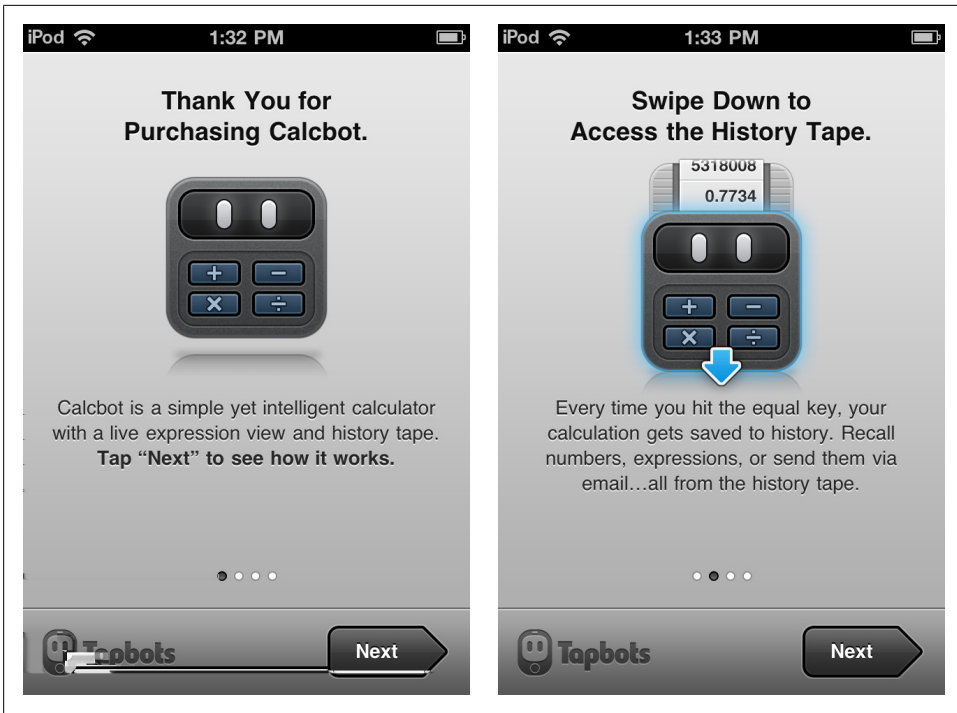 iPod 1:32 PM
Thank You for
Purchasing Calcbot.
Calcbot is a simple yet intelligent calculator
with a live expression view and history tape.
Tap “Next” to see how it works.
Tapbots Next
iPod 1:33 PM
Swipe Down to
Access the History Tape.
5318008
0.7734
+ −
× ÷
Every time you hit the equal key, your
calculation gets saved to history. Recall
numbers, expressions, or send them via
email…all from the history tape.
Tapbots Next